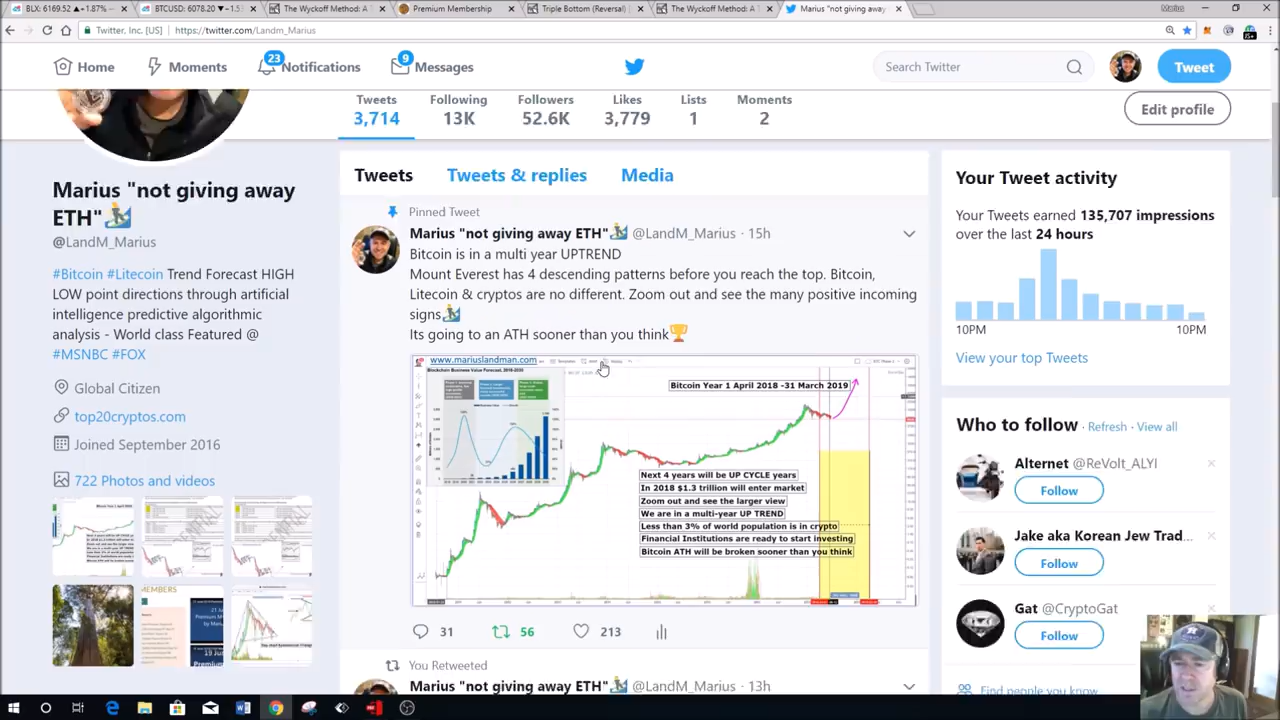 BLX: 6169.52 ▲+1.87%
BTCUSD: 6078.20 ▼-1.5
The Wyckoff Method: A T
Premium Membership
Triple Bottom (Reversal)
The Wyckoff Method: A T
Marius "not giving away
Marius
Twitter, Inc. [US]
https://twitter.com/Landm_Marius
Home
Moments
23
Notifications
9
Messages
Search Twitter
Tweet
Tweets
Following
Followers
Likes
Lists
Moments
3,714
13K
52.6K
3,779
1
2
Edit profile
Marius "not giving away
ETH"
@LandM_Marius
#Bitcoin #Litecoin Trend Forecast HIGH
LOW point directions through artificial
intelligence predictive algorithmic
analysis - World class Featured @
#MSNBC #FOX
Global Citizen
top20cryptos.com
Joined September 2016
722 Photos and videos
MEMBERS
Tweets
Tweets & replies
Media
Pinned Tweet
Marius "not giving away ETH" @LandM_Marius · 15h
Bitcoin is in a multi year UPTREND
Mount Everest has 4 descending patterns before you reach the top. Bitcoin,
Litecoin & cryptos are no different. Zoom out and see the many positive incoming
signs
Its going to an ATH sooner than you think
www.mariuslandman.com
Blockchain Business Value Forecast, 2018-2030
Bitcoin Year 1 April 2018 -31 March 2019
Next 4 years will be UP CYCLE years
In 2018 $1.3 trillion will enter market
Zoom out and see the larger view
We are in a multi-year UP TREND
Less than 3% of world population is in crypto
Financial Institutions are ready to start investing
Bitcoin ATH will be broken sooner than you think
31
56
213
You Retweeted
Marius "not giving away ETH" @LandM_Marius · 13h
Your Tweet activity
Your Tweets earned 135,707 impressions
over the last 24 hours
10PM
10PM
View your top Tweets
Who to follow · Refresh · View all
Alternet @ReVolt_ALYI
Follow
Jake aka Korean Jew Trad...
Follow
Gat @CryptoGat
Follow
Find people you know